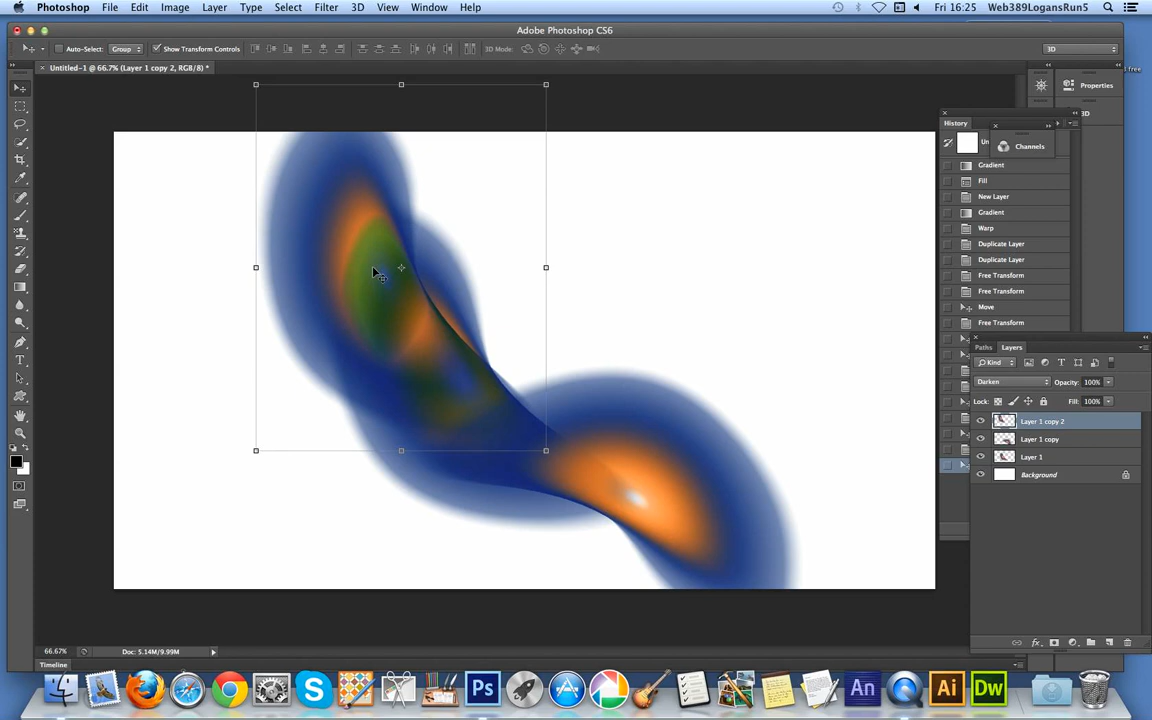 Photoshop File Edit Image Layer Type Select Filter 3D View Window Help Fri 16:25 Web389LogansRun5
Adobe Photoshop CS6
Auto-Select: Group Show Transform Controls 3D Mode: 3D
Untitled-1 @ 66.7% (Layer 1 copy 2, RGB/8) *
free
Properties
3D
History
Un
Channels
Gradient
Fill
New Layer
Gradient
Warp
Duplicate Layer
Duplicate Layer
Free Transform
Free Transform
Move
Free Transform
Paths Layers
Kind
Darken Opacity: 100%
Lock: Fill: 100%
Layer 1 copy 2
Layer 1 copy
Layer 1
Background
66.67% Doc: 5.14M/9.99M
Timeline
Ps An Ai Dw